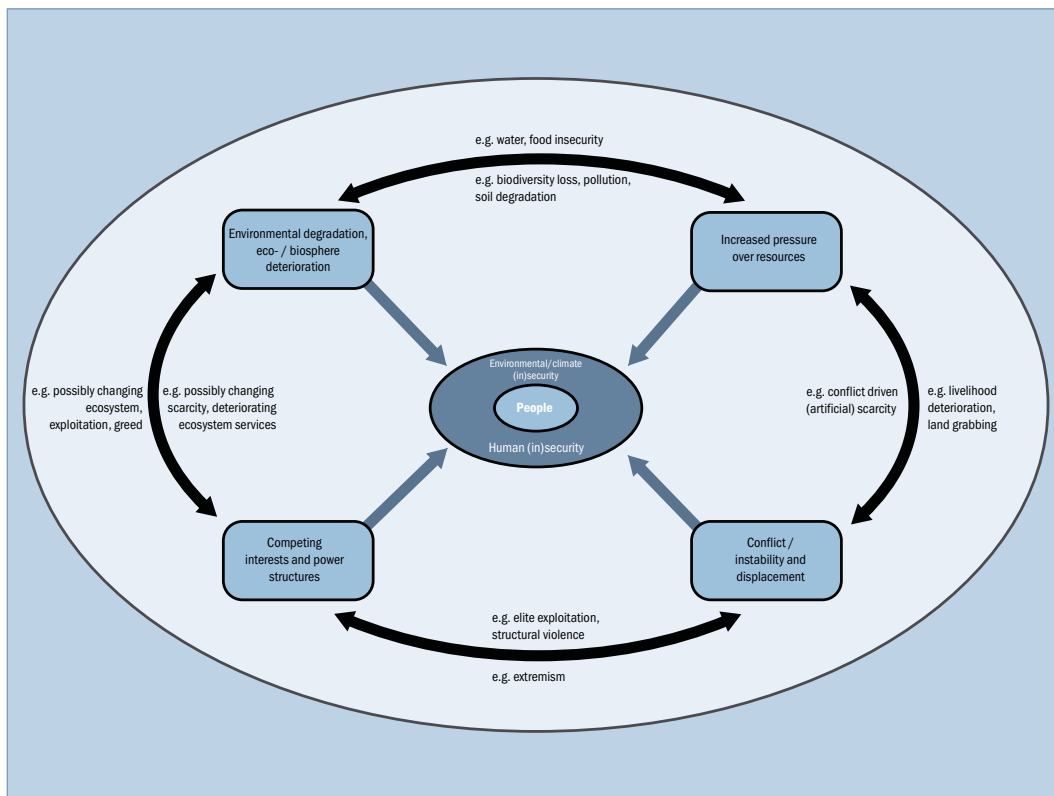 e.g. water, food insecurity
e.g. biodiversity loss, pollution,
soil degradation
Environmental degradation,
eco- / biosphere
deterioration
Increased pressure
over resources
Environmental/climate
(in)security
People
Human (in)security
e.g. possibly changing
ecosystem,
exploitation, greed
e.g. possibly changing
scarcity, deteriorating
ecosystem services
e.g. conflict driven
(artificial) scarcity
e.g. livelihood
deterioration,
land grabbing
Competing
interests and power
structures
Conflict /
instability and
displacement
e.g. elite exploitation,
structural violence
e.g. extremism